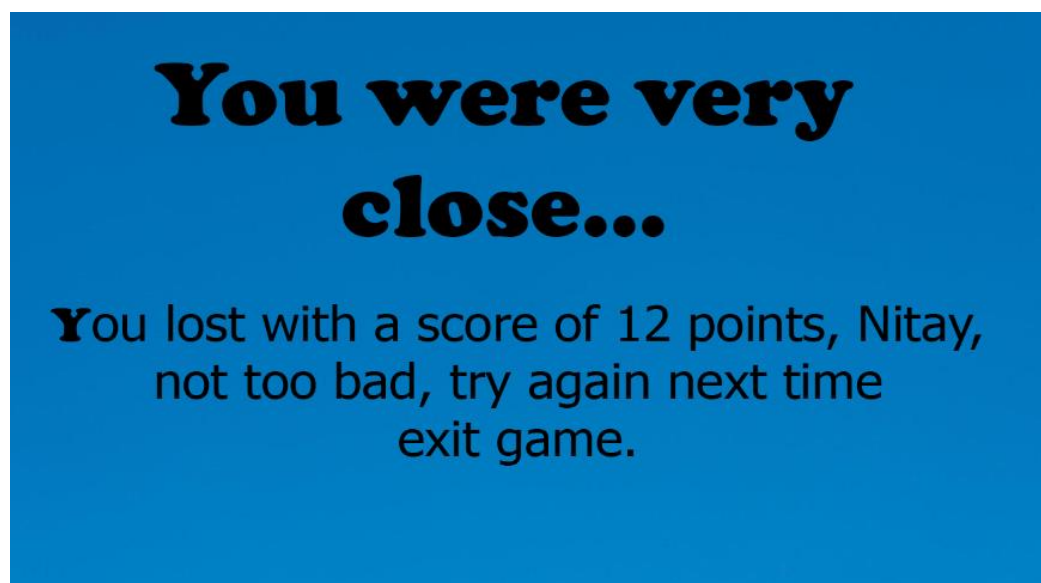 You were very
close...
You lost with a score of 12 points, Nitay,
not too bad, try again next time
exit game.